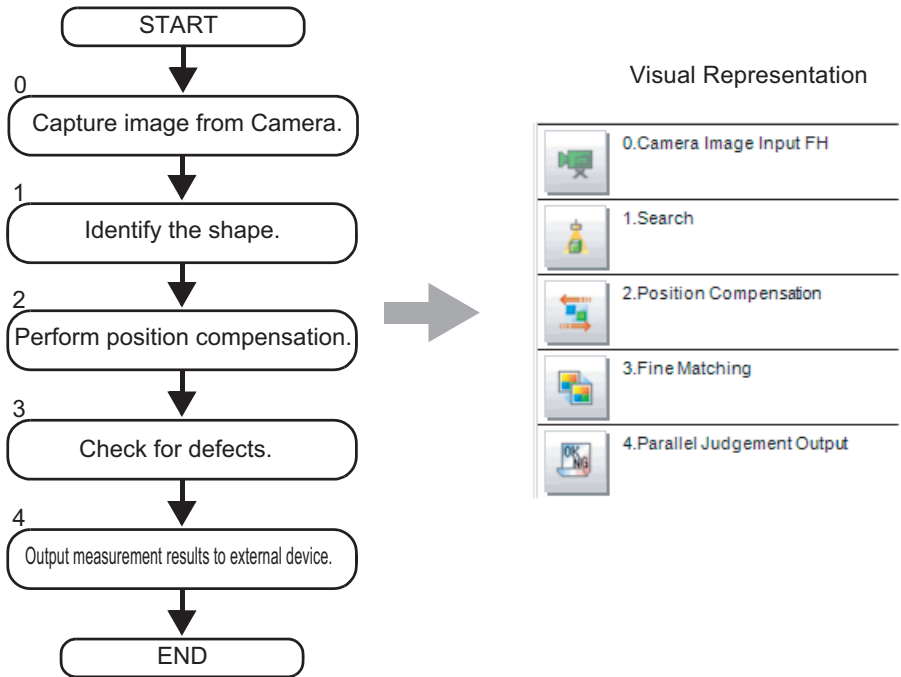 START
0
Capture image from Camera.
1
Identify the shape.
2
Perform position compensation.
3
Check for defects.
4
Output measurement results to external device.
END
Visual Representation
0.Camera Image Input FH
1.Search
2.Position Compensation
3.Fine Matching
OK
NG
4.Parallel Judgement Output